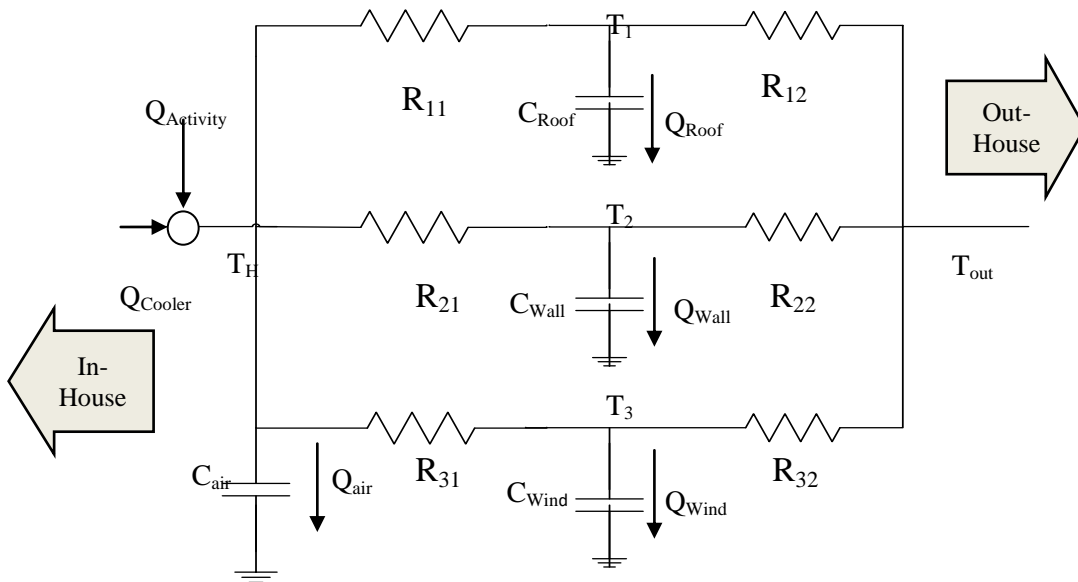 T1
R11
R12
CRoof
QRoof
QActivity
Out-
House
T2
TH
Tout
QCooler
R21
CWall
QWall
R22
In-
House
T3
Cair
Qair
R31
CWind
QWind
R32